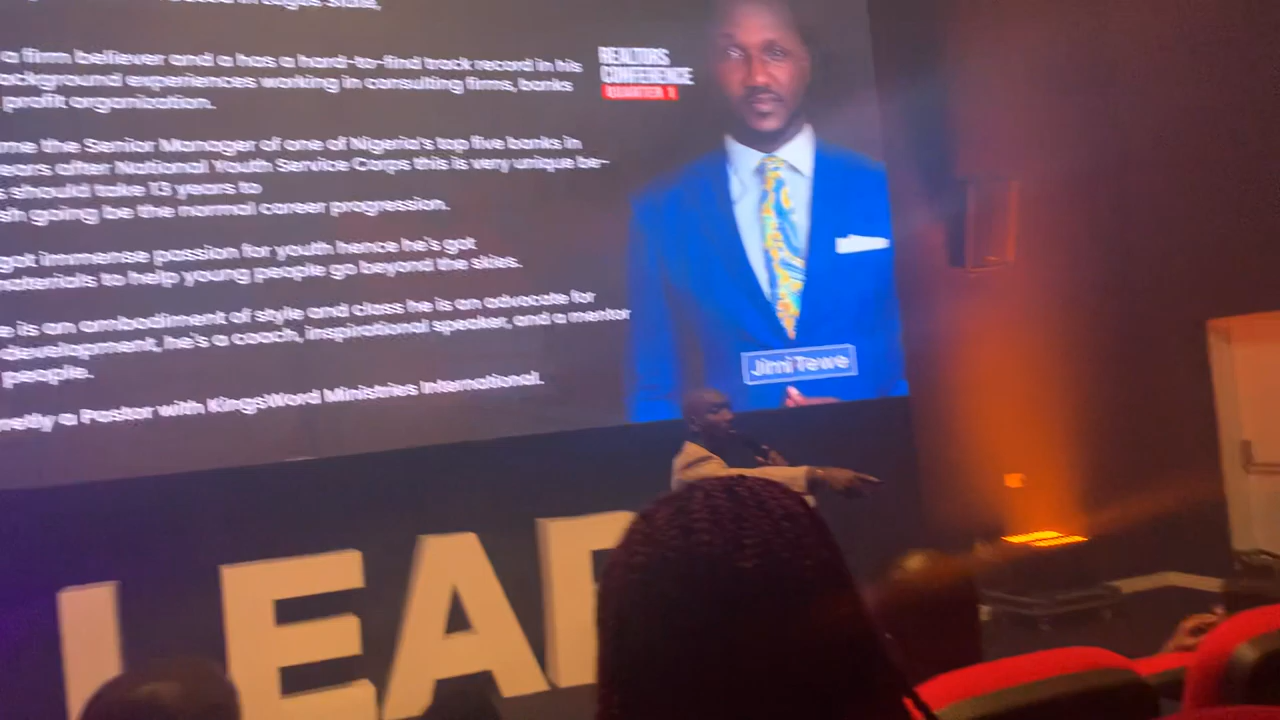 a firm believer and a has a hard-to-find track record in his
background experiences working in consulting firms, banks
profit organization.
me the Senior Manager of one of Nigeria's top five banks in
years after National Youth Service Corps this is very unique be-
should take 13 years to
going be the normal career progression.
got immense passion for youth hence he's got
materials to help young people go beyond the skies.
is an embodiment of style and class he is an advocate for
development, he's a coach, inspirational speaker, and a mentor
people.
a Pastor with KingsWord Ministries International.
REALTORS
CONFERENCE
QUARTER 1
Jimi Tewe
LEAR